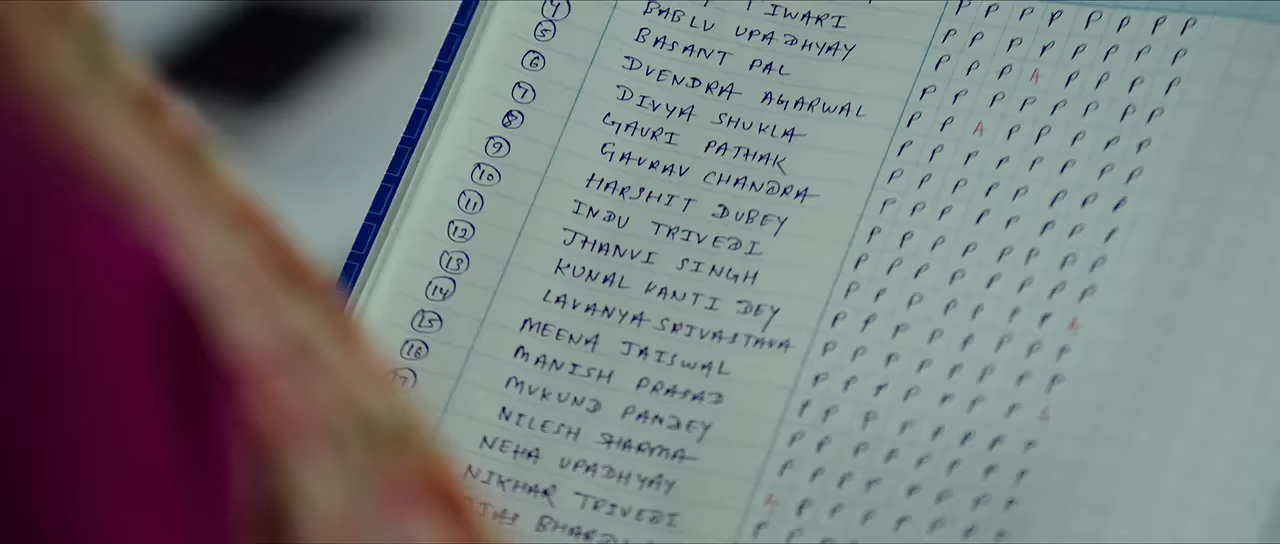 TIWARI P P P P P P P P
4 BABLU UPADHYAY P P P A P P P P
5 BASANT PAL P P P P P P P P
6 DVENDRA AGARWAL P P A P P P P P
7 DIVYA SHUKLA P P P P P P P P
8 GAURI PATHAK P P P P P P P P
9 GAURAV CHANDRA P P P P P P P P
10 HARSHIT DUBEY P P P P P P P P
11 INDU TRIVEDI P P P P P P P P
12 JHANVI SINGH P P P P P P P A
13 KUNAL KANTI DEY P P P P P P P P
14 LAVANYA SRIVASTAVA P P P P P P P P
15 MEENA JAISWAL P P P P P P P A
16 MANISH PRASAD P P P P P P P P
17 MUKUND PANDEY P P P P P P P P
NILESH SHARMA P P P P P P P P
NEHA UPADHYAY A P P P P P P P
NIKHAR TRIVEDI